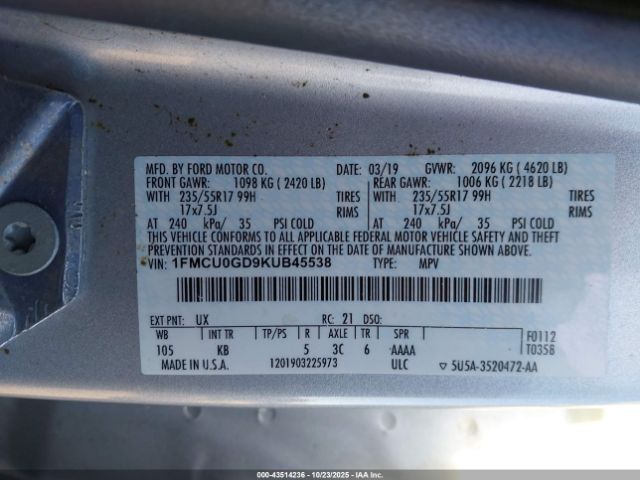 MFD. BY FORD MOTOR CO. DATE: 03/19 GVWR: 2096 KG ( 4620 LB)
FRONT GAWR: 1098 KG ( 2420 LB) REAR GAWR: 1006 KG ( 2218 LB)
WITH 235/55R17 99H TIRES WITH 235/55R17 99H TIRES
17x7.5J RIMS 17x7.5J RIMS
AT 240 kPa/ 35 PSI COLD AT 240 kPa/ 35 PSI COLD
THIS VEHICLE CONFORMS TO ALL APPLICABLE FEDERAL MOTOR VEHICLE SAFETY AND THEFT
PREVENTION STANDARDS IN EFFECT ON THE DATE OF MANUFACTURE SHOWN ABOVE.
VIN: 1FMCU0GD9KUB45538 TYPE: MPV
EXT PNT: UX RC: 21 DSO:
WB INT TR TP/PS R AXLE TR SPR F0112
105 KB 5 3C 6 AAAA T0358
MADE IN U.S.A. 1201903225973 ULC ▽ 5U5A-3520472-AA
000-43514236 - 10/23/2025 - IAA Inc.